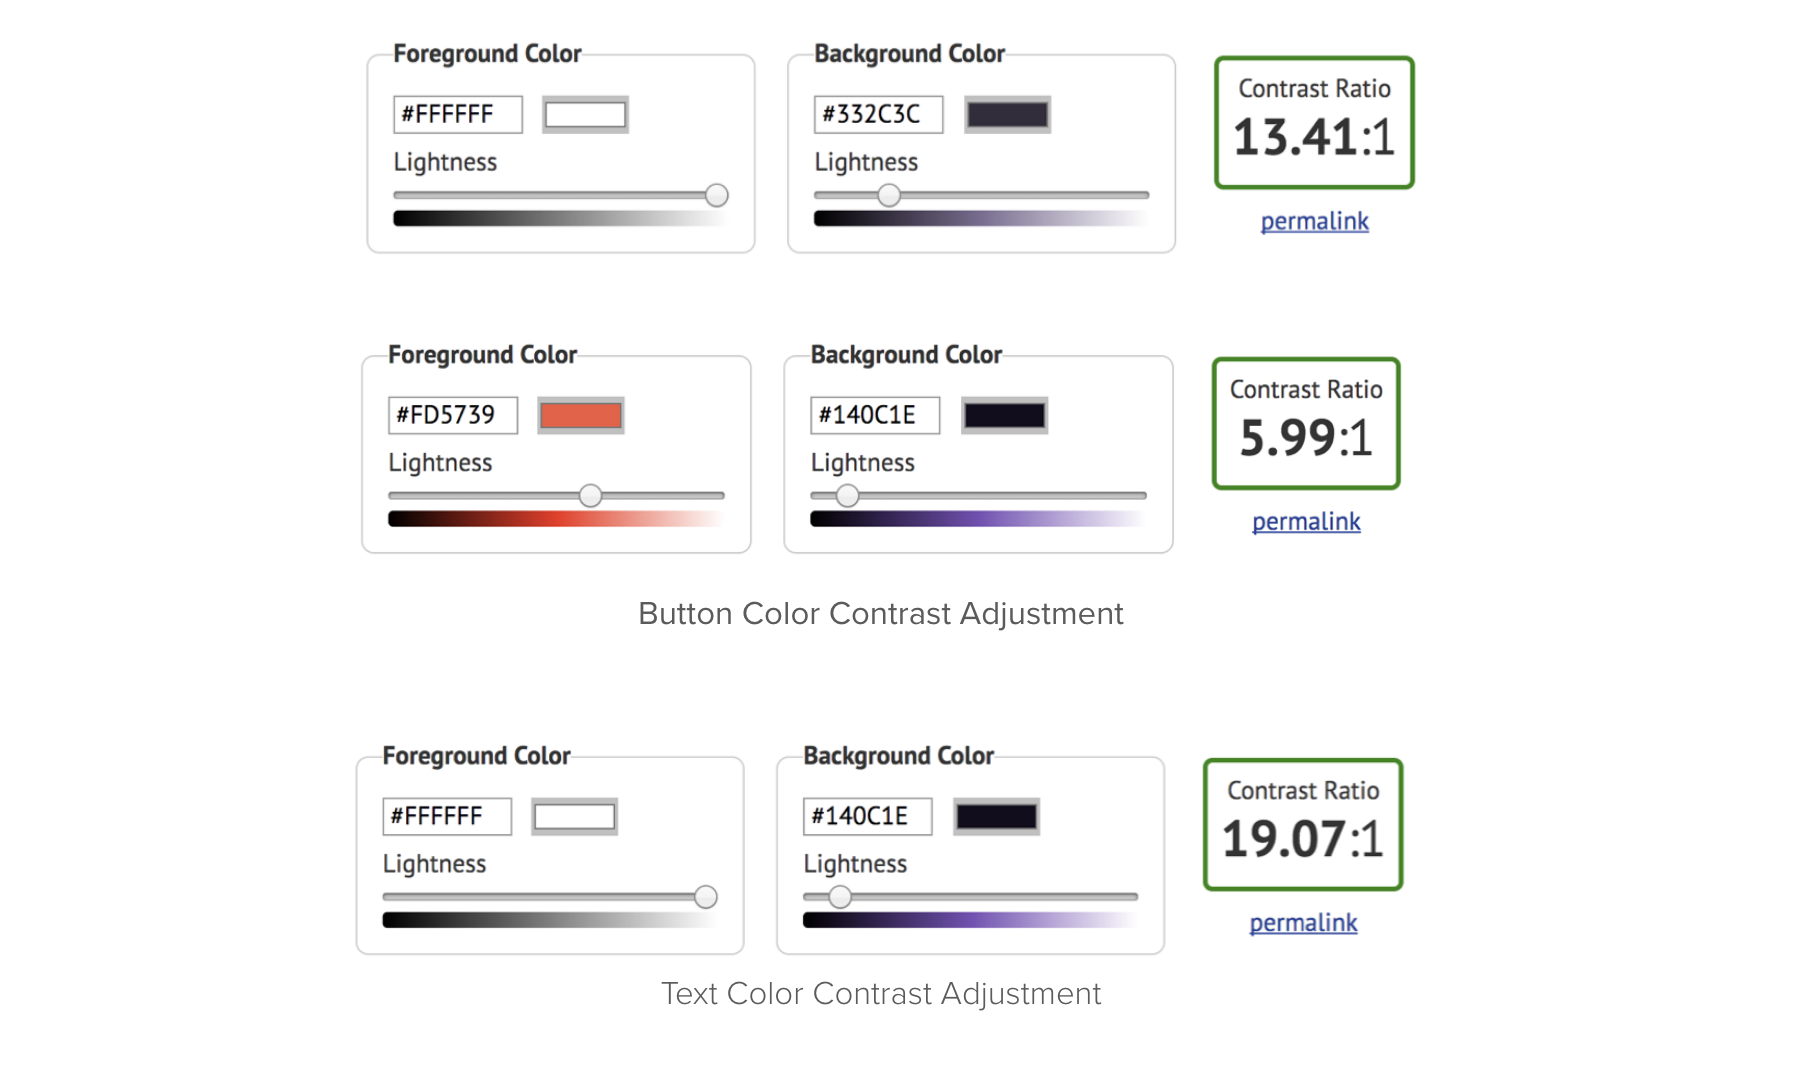 Foreground Color
Background Color
Contrast Ratio
#FFFFFF
#332C3C
13.41:1
Lightness
Lightness
permalink
Foreground Color
Background Color
Contrast Ratio
#FD5739
#140C1E
5.99:1
Lightness
Lightness
permalink
Button Color Contrast Adjustment
Foreground Color
Background Color
Contrast Ratio
#FFFFFF
#140C1E
19.07:1
Lightness
Lightness
permalink
Text Color Contrast Adjustment